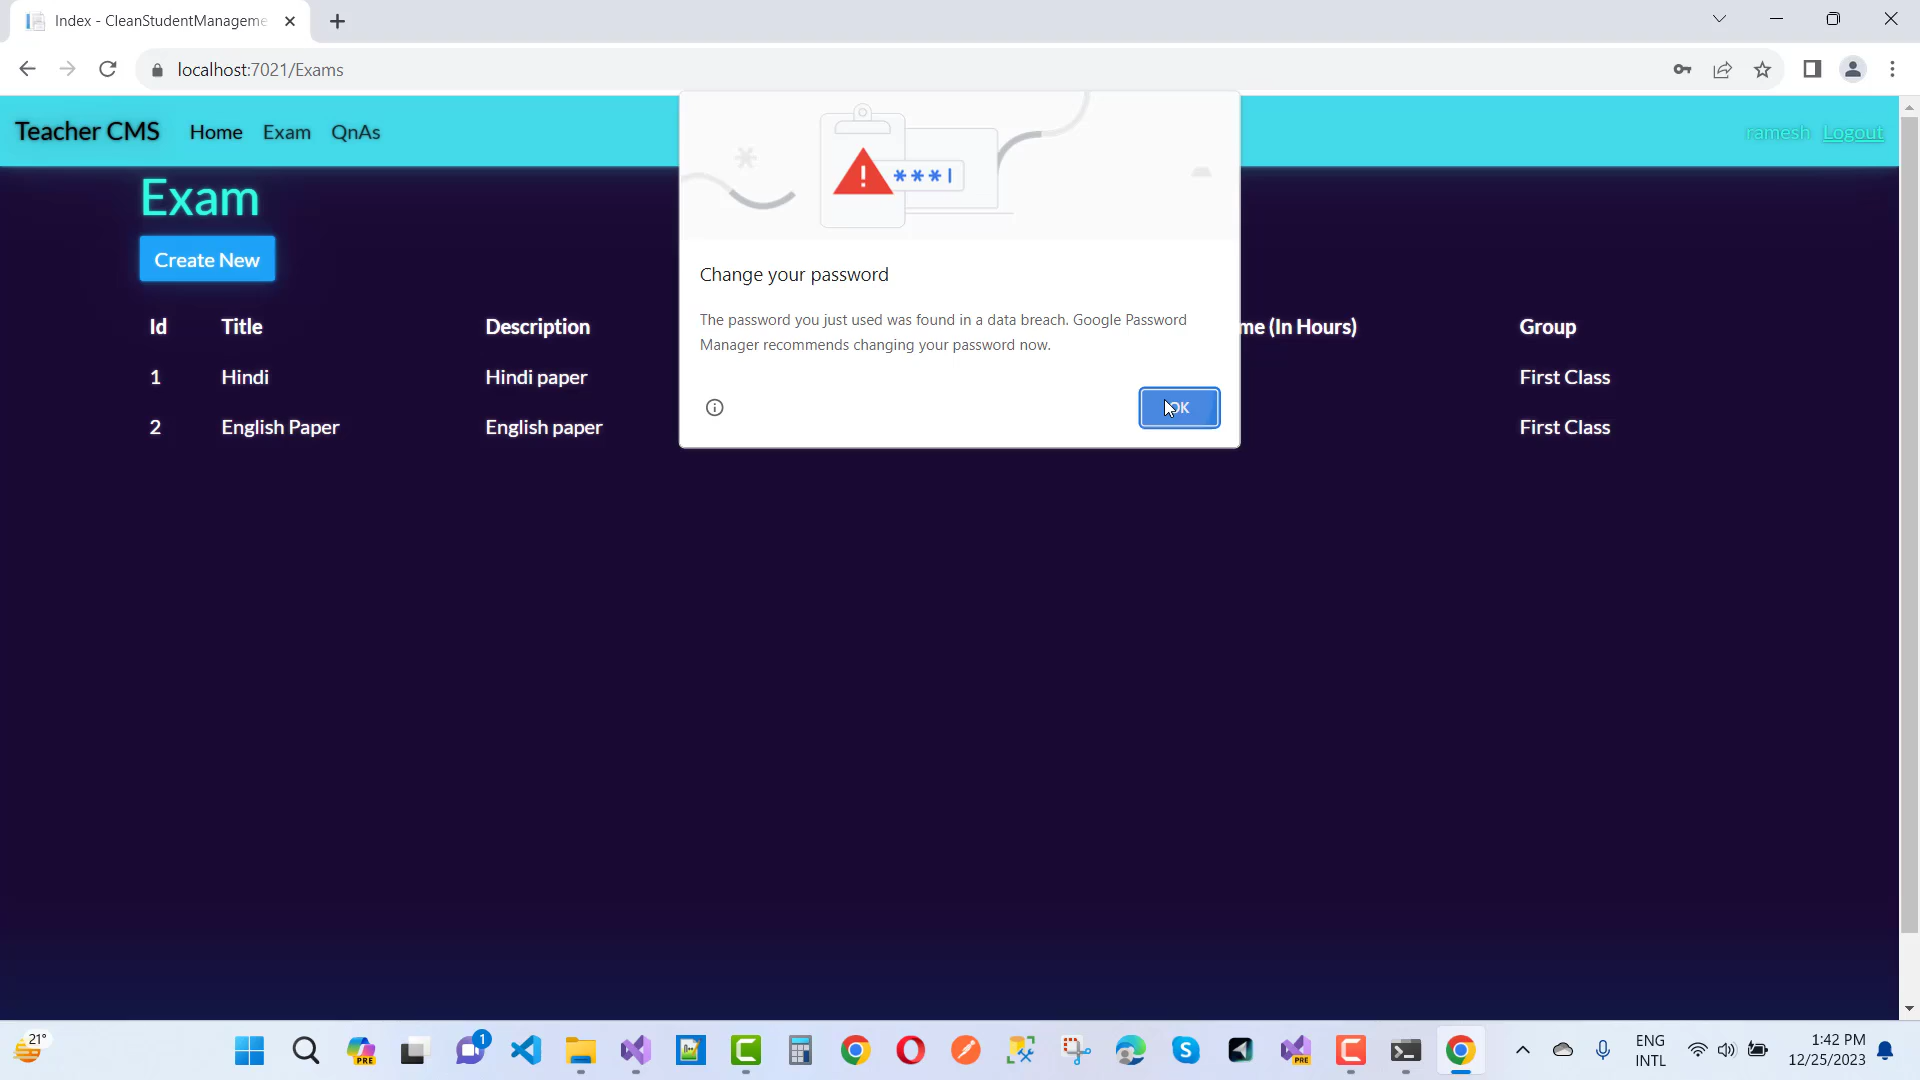 Index - CleanStudentManageme
localhost:7021/Exams
Teacher CMS Home Exam QnAs
ramesh Logout
Exam
Create New
Change your password
The password you just used was found in a data breach. Google Password
Manager recommends changing your password now.
OK
Id Title Description me (In Hours) Group
1 Hindi Hindi paper First Class
2 English Paper English paper First Class
21°
PRE
1
PRE
ENG
INTL
1:42 PM
12/25/2023